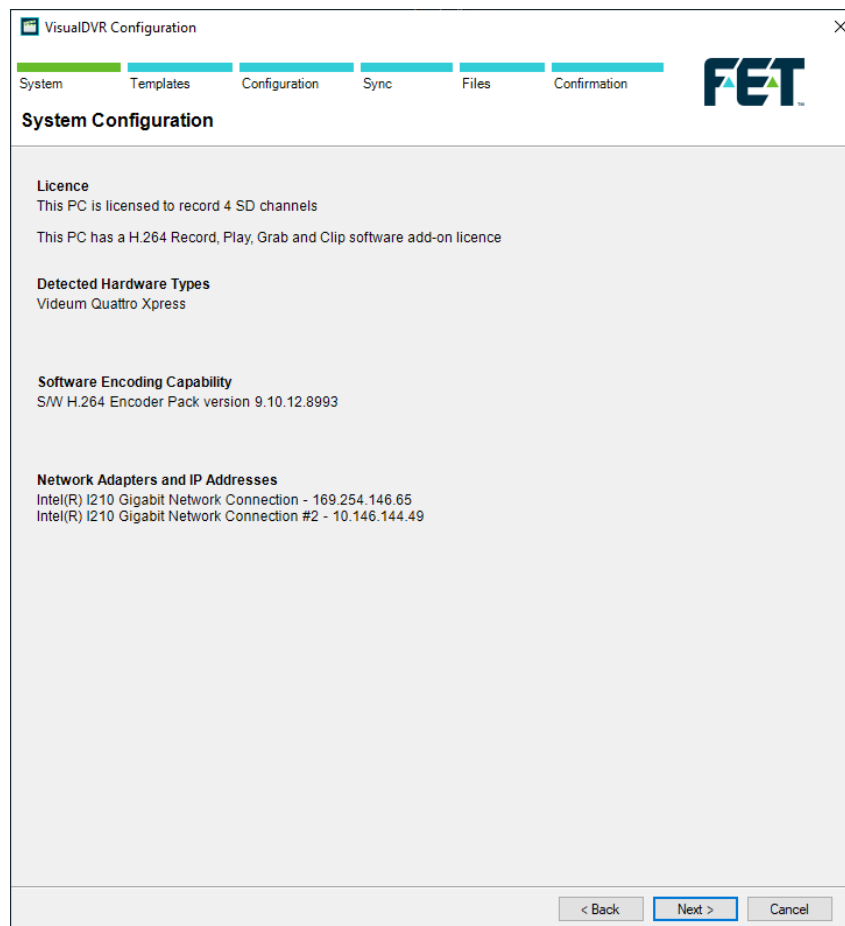 VisualDVR Configuration
System Templates Configuration Sync Files Confirmation
FET
System Configuration
Licence
This PC is licensed to record 4 SD channels
This PC has a H.264 Record, Play, Grab and Clip software add-on licence
Detected Hardware Types
Videum Quattro Xpress
Software Encoding Capability
S/W H.264 Encoder Pack version 9.10.12.8993
Network Adapters and IP Addresses
Intel(R) I210 Gigabit Network Connection - 169.254.146.65
Intel(R) I210 Gigabit Network Connection #2 - 10.146.144.49
< Back Next > Cancel